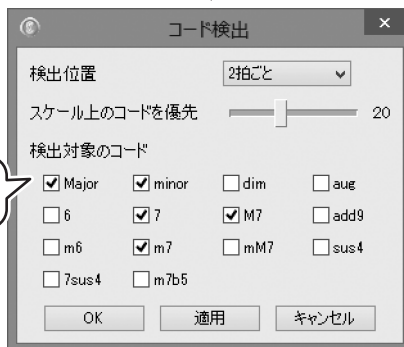 コード検出
検出位置 2拍ごと
スケール上のコードを優先 20
検出対象のコード
Major minor dim aug
6 7 M7 add9
m6 m7 mM7 sus4
7sus4 m7b5
OK 適用 キャンセル